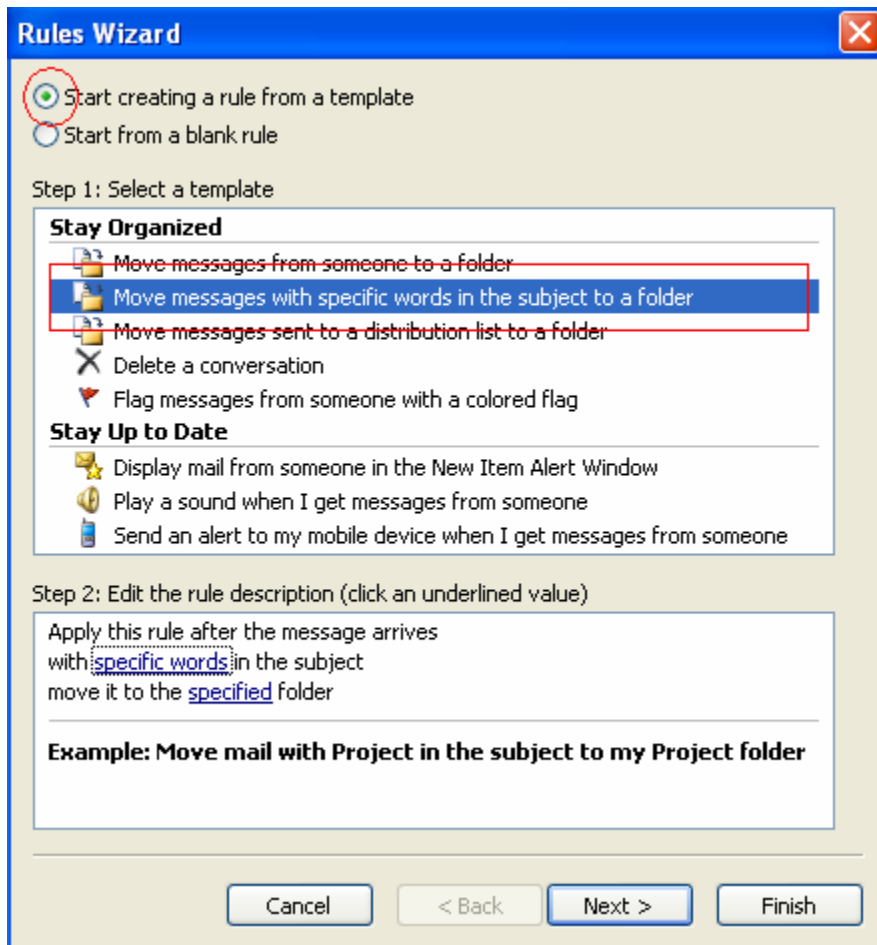 Rules Wizard
Start creating a rule from a template
Start from a blank rule
Step 1: Select a template
Stay Organized
Move messages from someone to a folder
Move messages with specific words in the subject to a folder
Move messages sent to a distribution list to a folder
Delete a conversation
Flag messages from someone with a colored flag
Stay Up to Date
Display mail from someone in the New Item Alert Window
Play a sound when I get messages from someone
Send an alert to my mobile device when I get messages from someone
Step 2: Edit the rule description (click an underlined value)
Apply this rule after the message arrives
with specific words in the subject
move it to the specified folder
Example: Move mail with Project in the subject to my Project folder
Cancel < Back Next > Finish